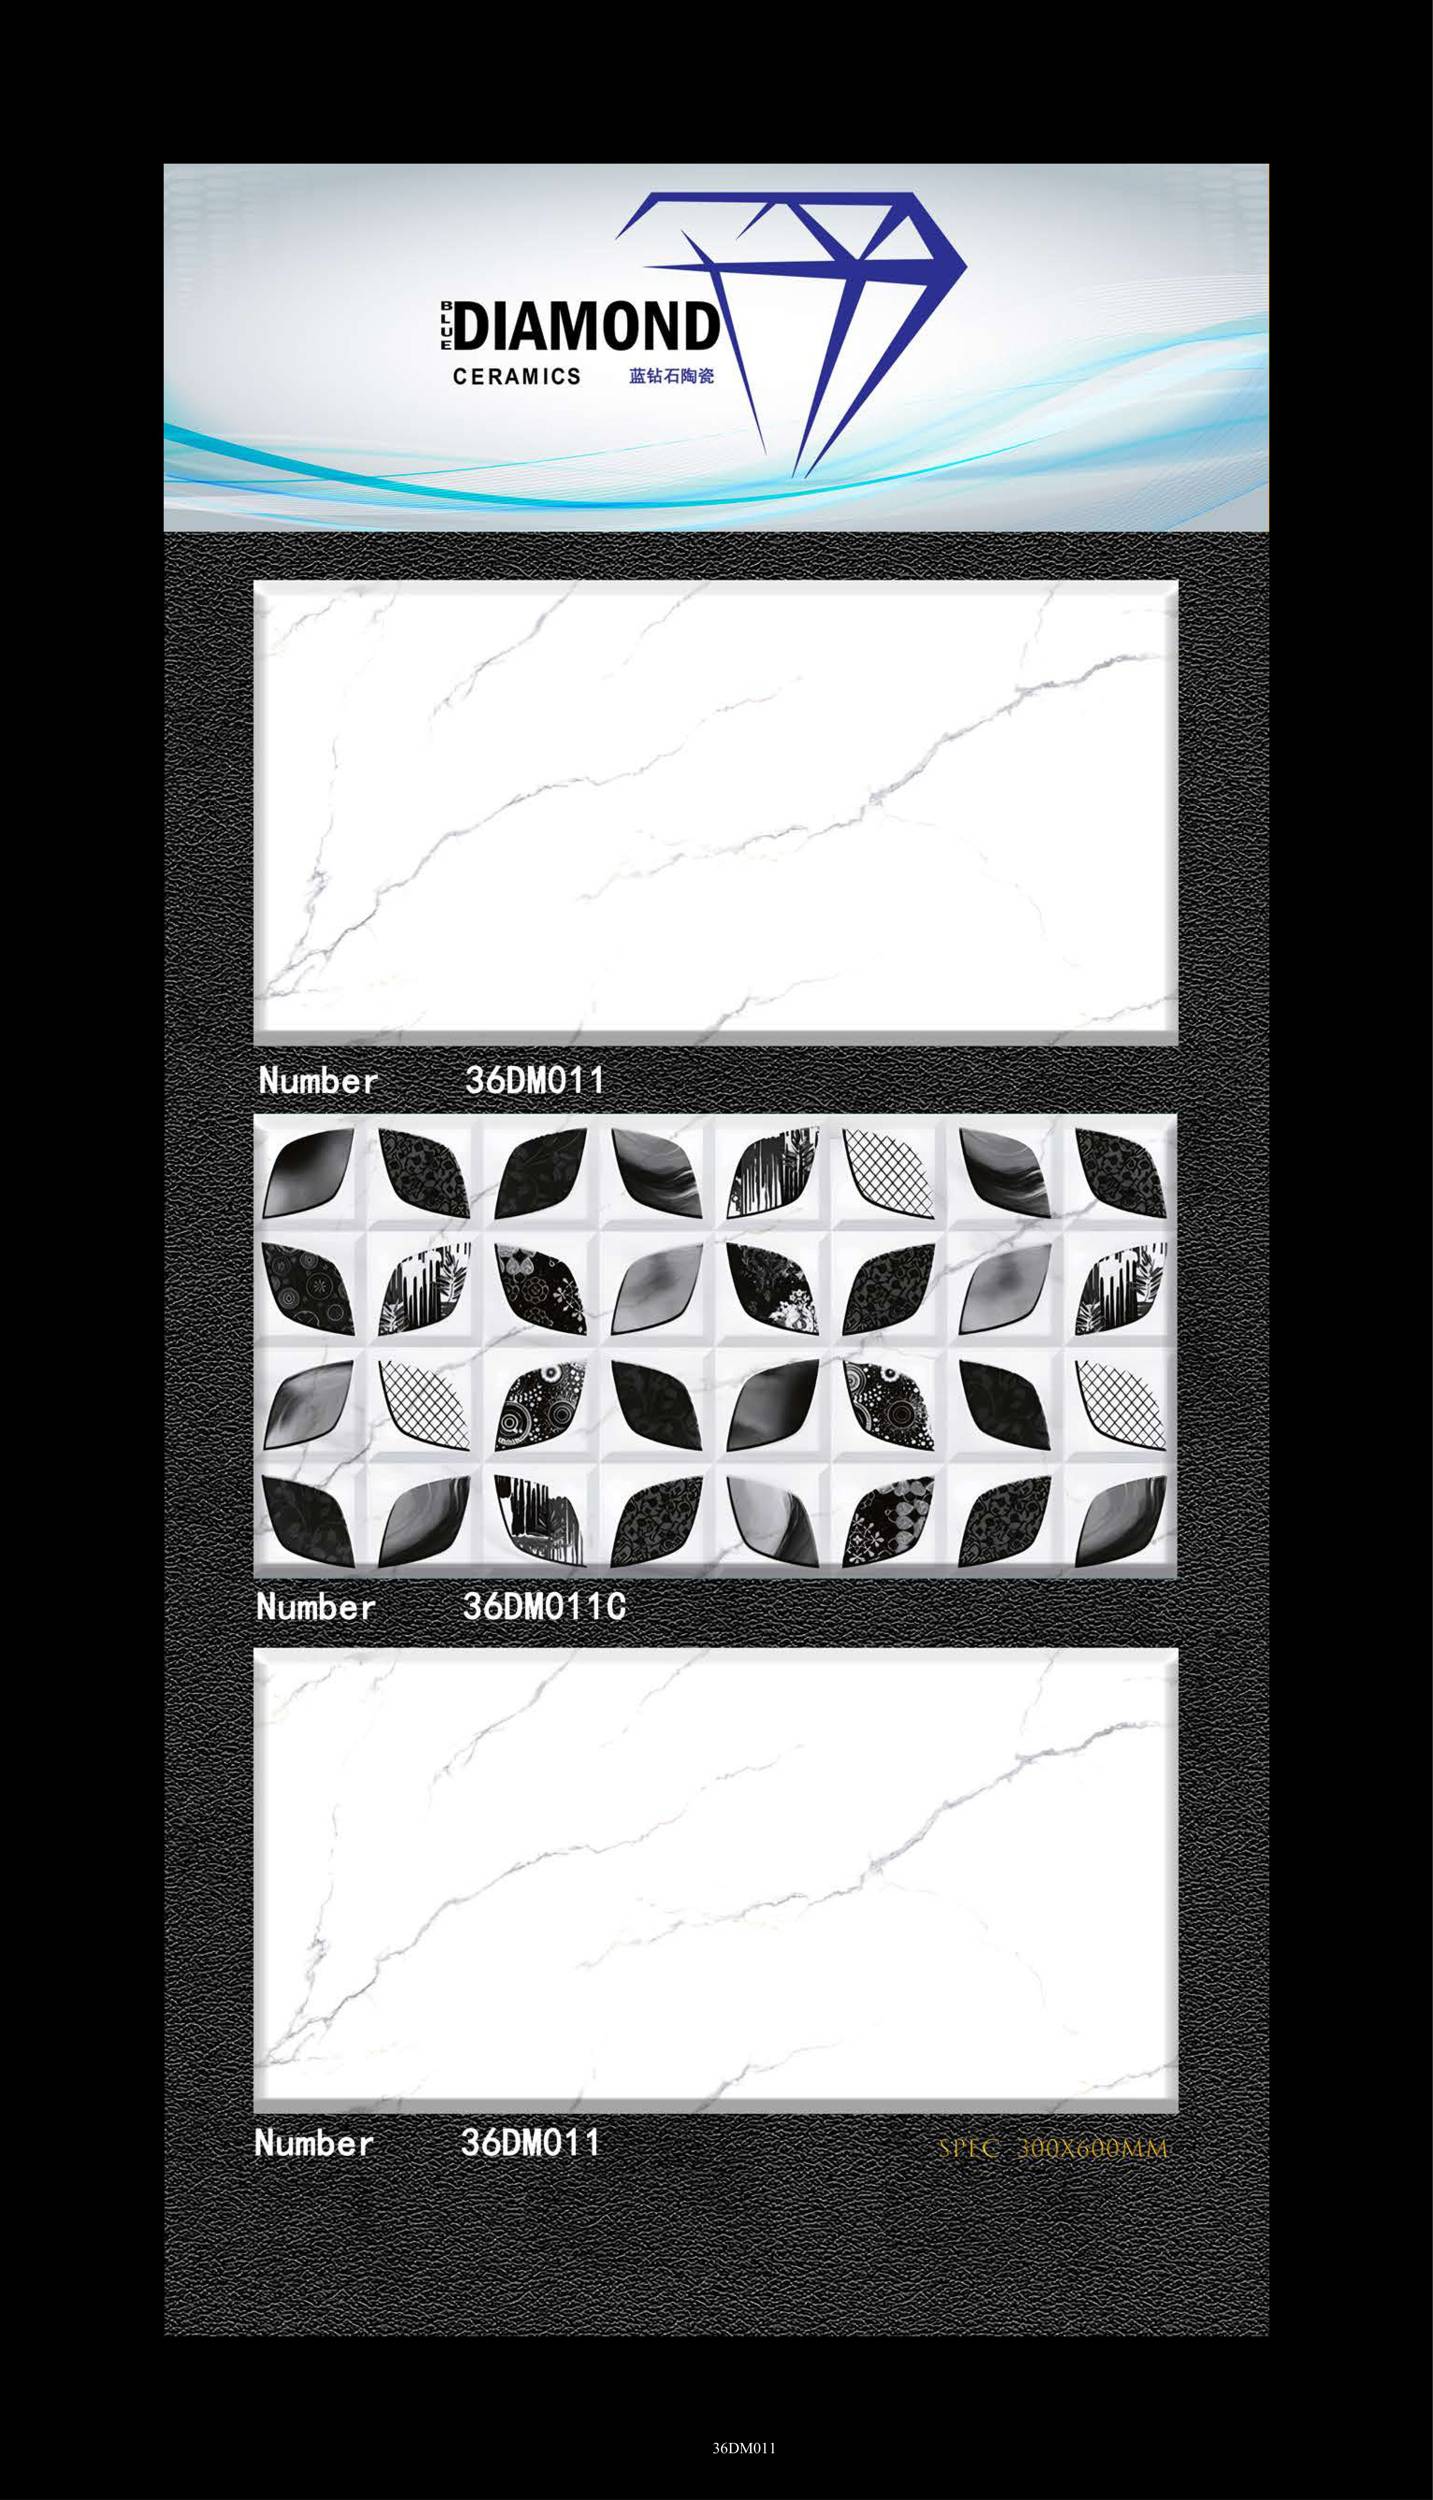 BLUE
DIAMOND
CERAMICS 蓝钻石陶瓷
Number 36DM011
Number 36DM011C
Number 36DM011
SPEC 300X600MM
36DM011